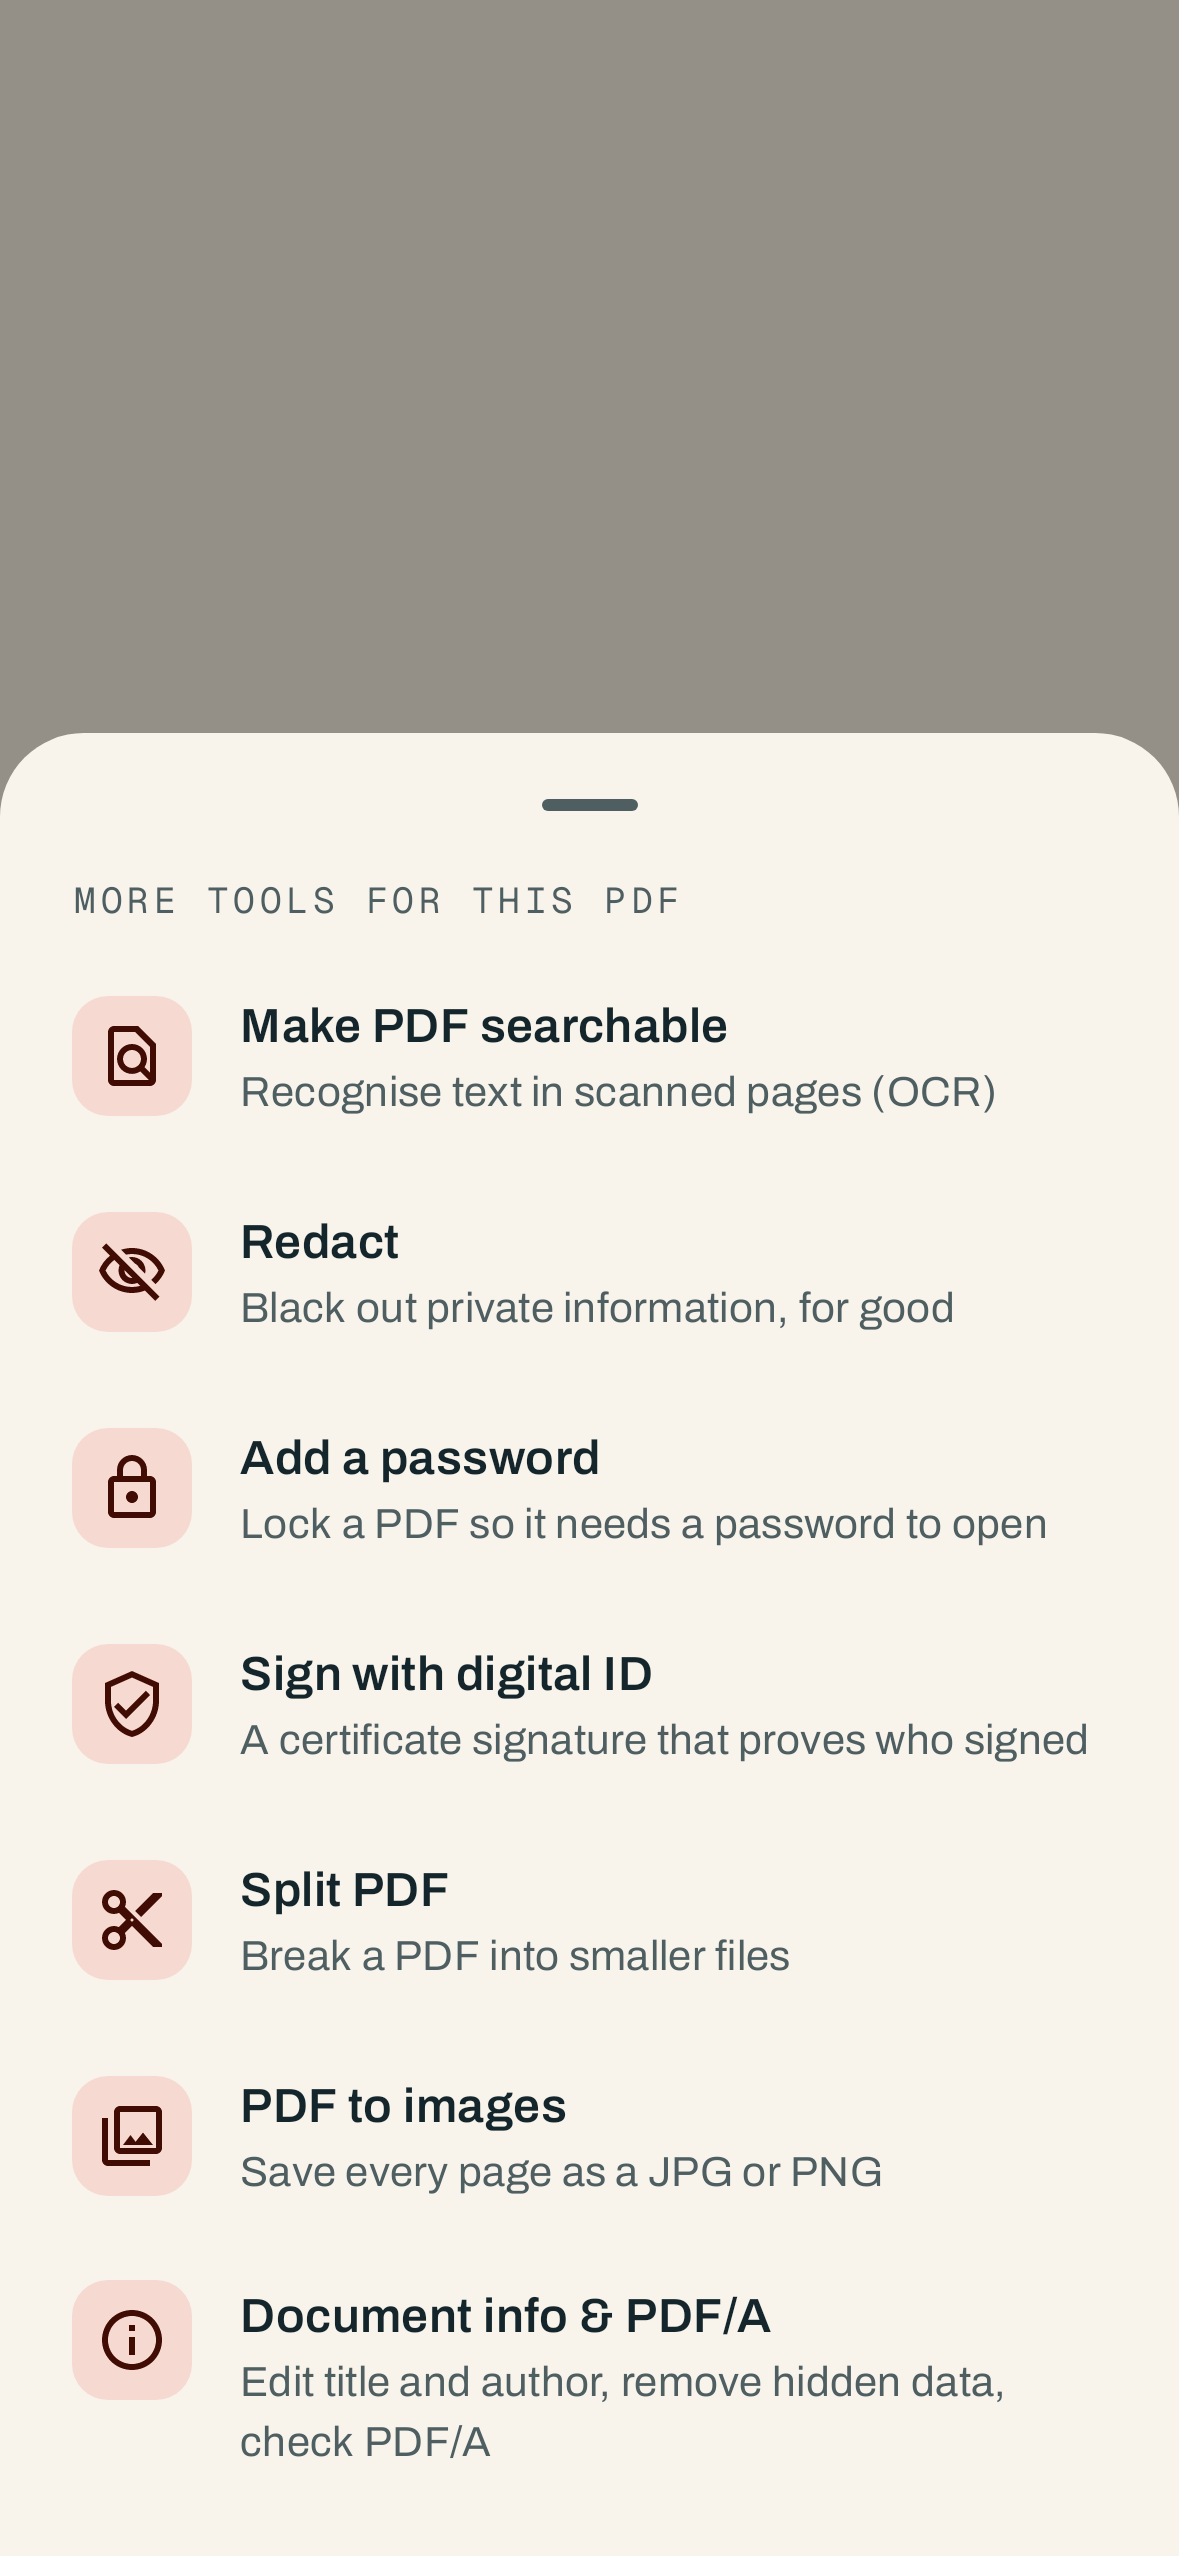 MORE TOOLS FOR THIS PDF
Make PDF searchable
Recognise text in scanned pages (OCR)
Redact
Black out private information, for good
Add a password
Lock a PDF so it needs a password to open
Sign with digital ID
A certificate signature that proves who signed
Split PDF
Break a PDF into smaller files
PDF to images
Save every page as a JPG or PNG
Document info & PDF/A
Edit title and author, remove hidden data,
check PDF/A